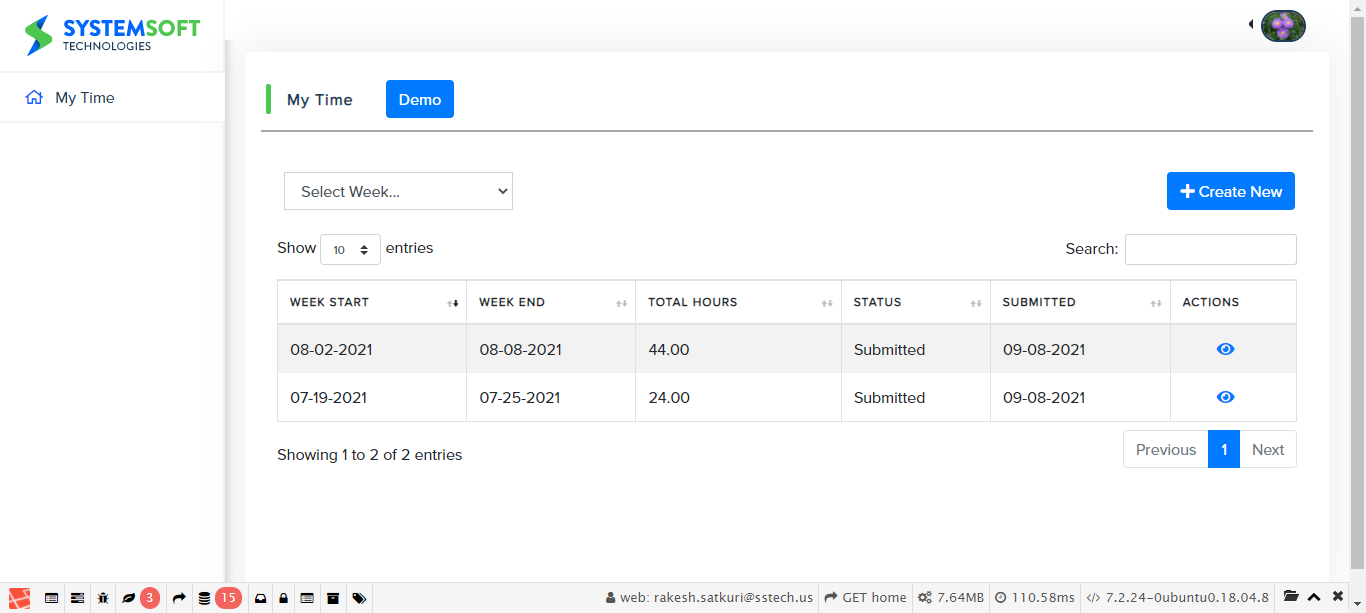 SYSTEMSOFT
TECHNOLOGIES
My Time
My Time
Demo
Select Week...
Create New
Show 10 entries
Search:
WEEK START WEEK END TOTAL HOURS STATUS SUBMITTED ACTIONS
08-02-2021 08-08-2021 44.00 Submitted 09-08-2021
07-19-2021 07-25-2021 24.00 Submitted 09-08-2021
Showing 1 to 2 of 2 entries
Previous 1 Next
3 15 web: rakesh.satkuri@sstech.us GET home 7.64MB 110.58ms </> 7.2.24-0ubuntu0.18.04.8